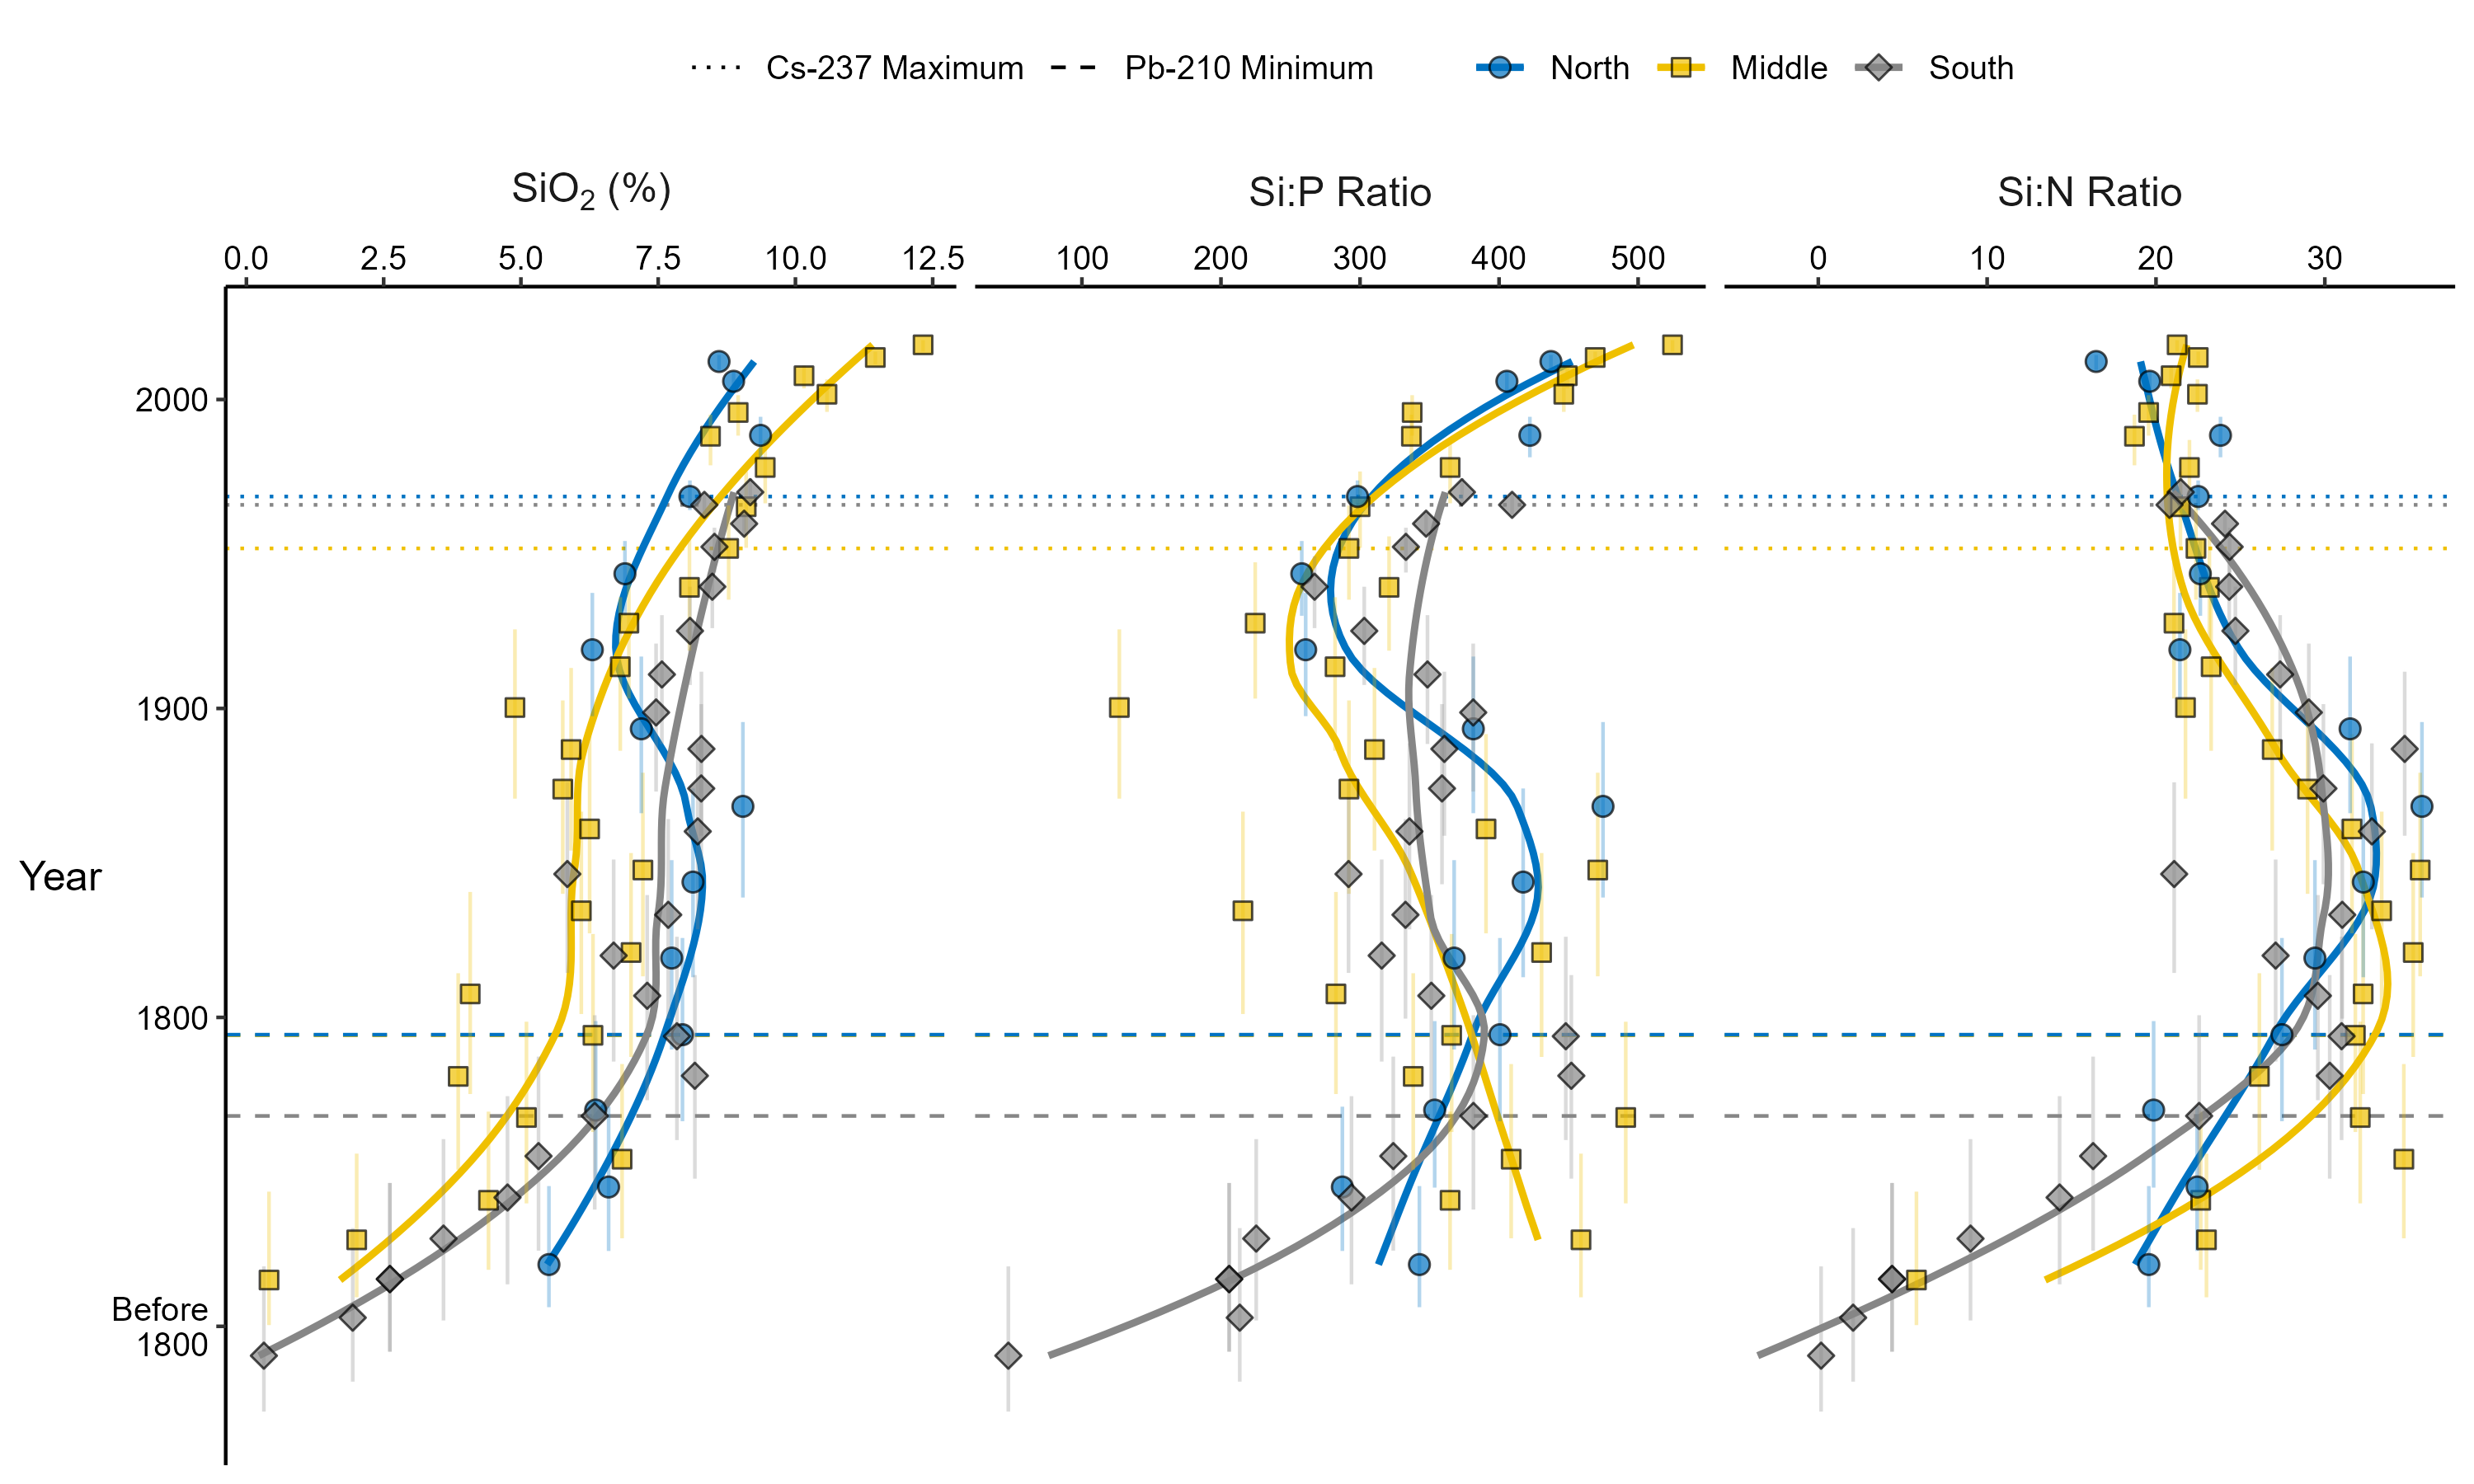 Cs-237 Maximum Pb-210 Minimum North Middle South
SiO₂ (%) Si:P Ratio Si:N Ratio
0.0 2.5 5.0 7.5 10.0 12.5 100 200 300 400 500 0 10 20 30
2000
1900
Year
1800
Before
1800